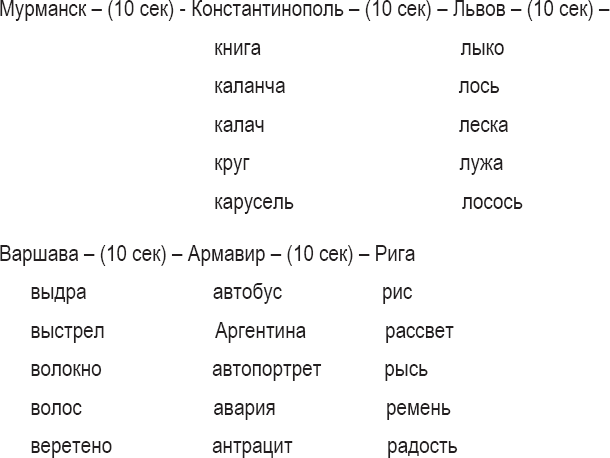 Мурманск – (10 сек) - Константинополь – (10 сек) – Львов – (10 сек) –
книга лыко
каланча лось
калач леска
круг лужа
карусель лосось
Варшава – (10 сек) – Армавир – (10 сек) – Рига
выдра автобус рис
выстрел Аргентина рассвет
волокно автопортрет рысь
волос авария ремень
веретено антрацит радость